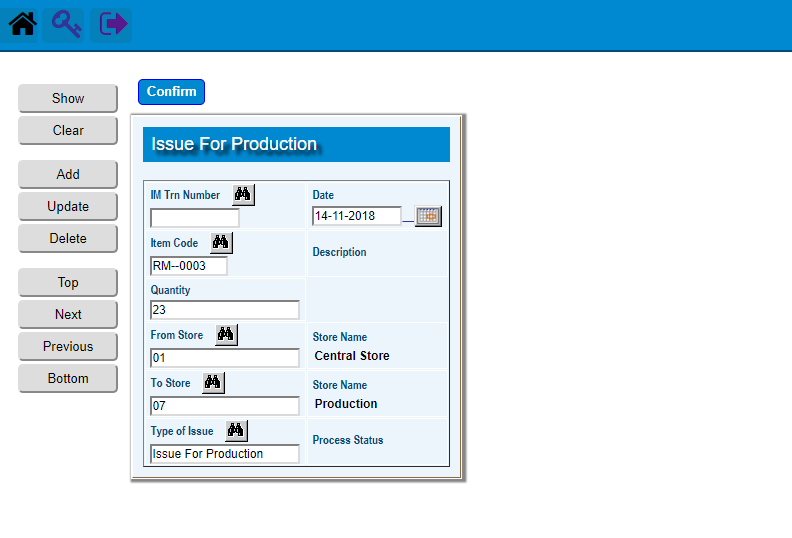 Show
Clear
Add
Update
Delete
Top
Next
Previous
Bottom
Confirm
Issue For Production
IM Trn Number
Date
14-11-2018
Item Code
RM--0003
Description
Quantity
23
From Store
01
Store Name
Central Store
To Store
07
Store Name
Production
Type of Issue
Issue For Production
Process Status